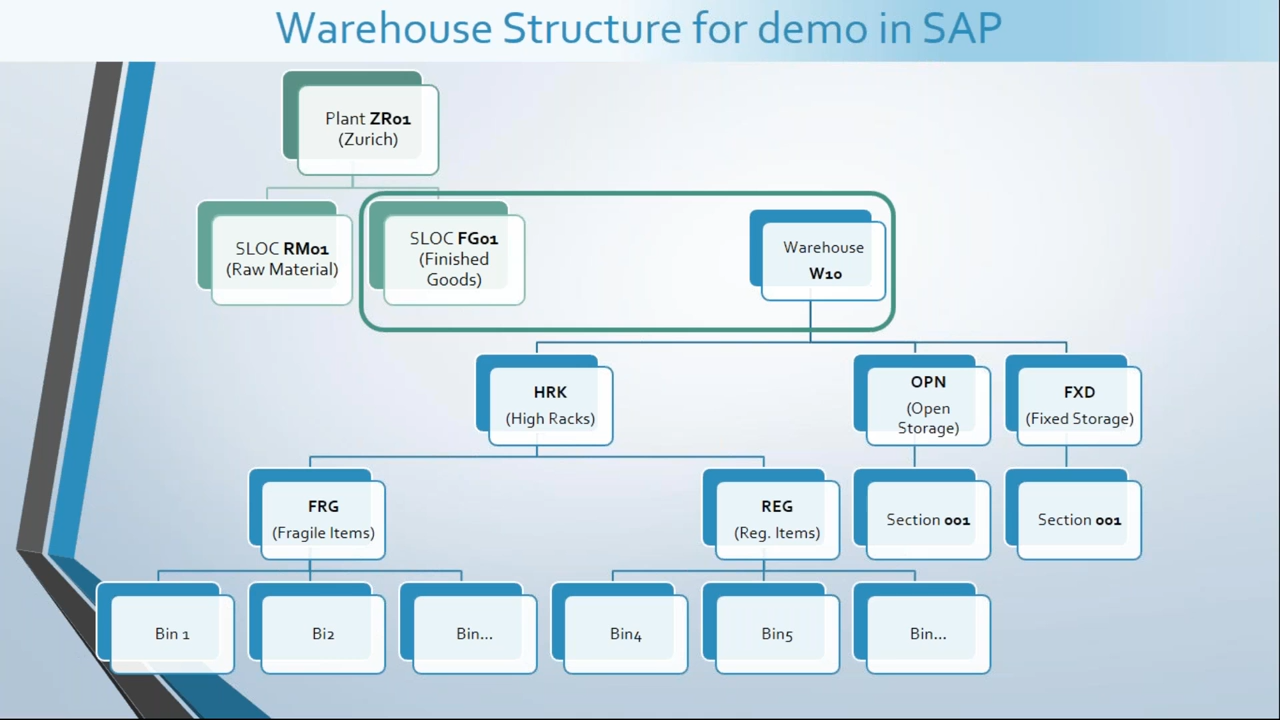 Warehouse Structure for demo in SAP
Plant ZR01
(Zurich)
SLOC RM01
(Raw Material)
SLOC FG01
(Finished
Goods)
Warehouse
W10
HRK
(High Racks)
OPN
(Open
Storage)
FXD
(Fixed Storage)
FRG
(Fragile Items)
REG
(Reg. Items)
Section 001
Section 001
Bin 1
Bi2
Bin...
Bin4
Bin5
Bin...